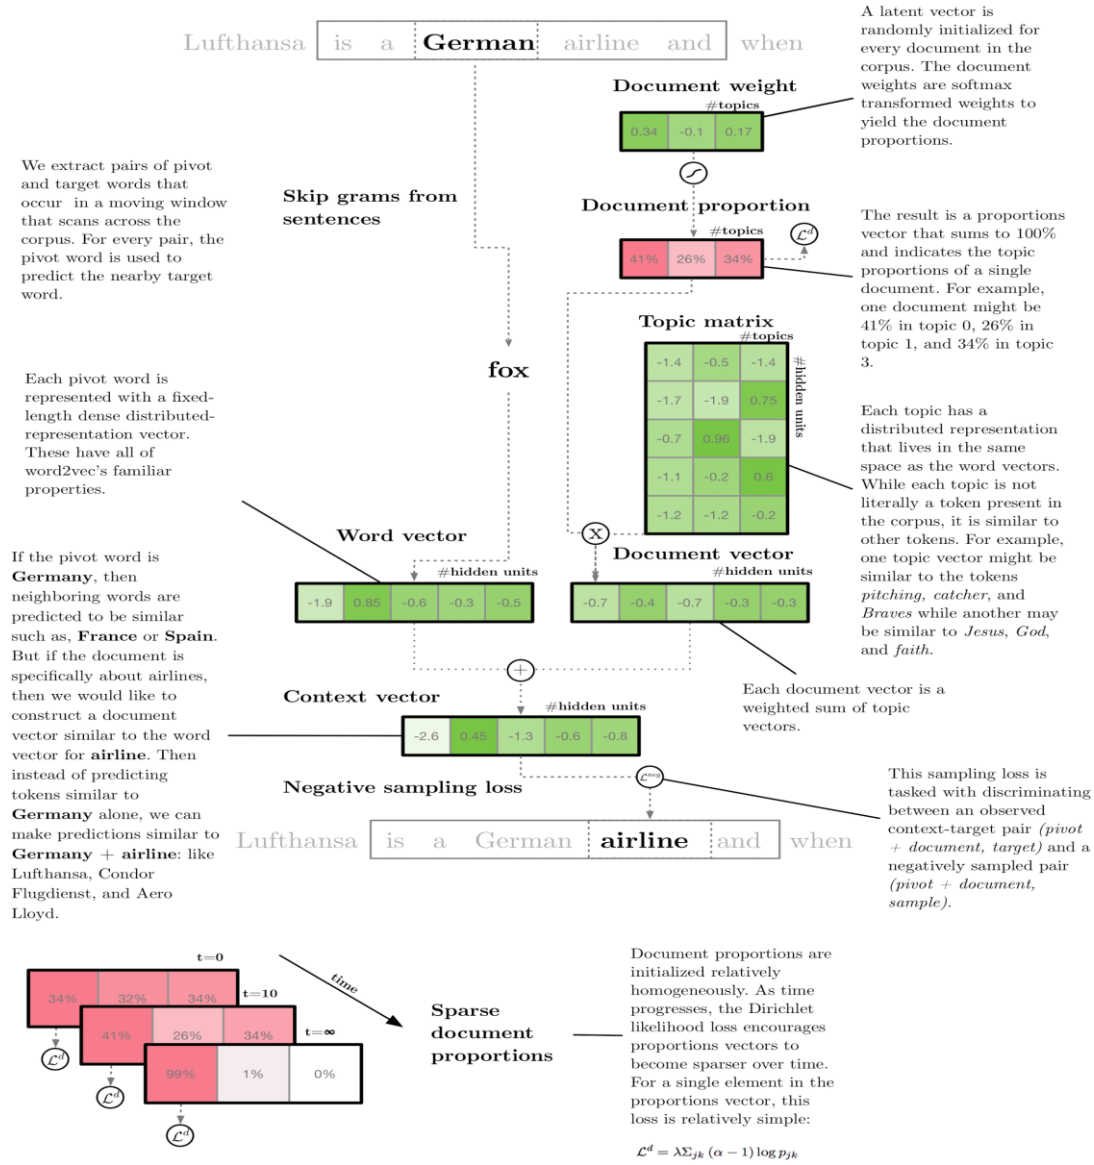 Lufthansa is a German airline and when
A latent vector is
randomly initialized for
every document in the
corpus. The document
weights are softmax
transformed weights to
yield the document
proportions.
Document weight
#topics
0.34 -0.1 0.17
We extract pairs of pivot
and target words that
occur in a moving window
that scans across the
corpus. For every pair, the
pivot word is used to
predict the nearby target
word.
Skip grams from
sentences
Document proportion
#topics
ℒᵈ
41% 26% 34%
The result is a proportions
vector that sums to 100%
and indicates the topic
proportions of a single
document. For example,
one document might be
41% in topic 0, 26% in
topic 1, and 34% in topic
3.
Topic matrix
#topics
#hidden units
-1.4 -0.5 -1.4
-1.7 -1.9 0.75
-0.7 0.96 -1.9
-1.1 -0.2 0.6
-1.2 -1.2 -0.2
fox
Each pivot word is
represented with a fixed-
length dense distributed-
representation vector.
These have all of
word2vec's familiar
properties.
Each topic has a
distributed representation
that lives in the same
space as the word vectors.
While each topic is not
literally a token present in
the corpus, it is similar to
other tokens. For example,
one topic vector might be
similar to the tokens
pitching, catcher, and
Braves while another may
be similar to Jesus, God,
and faith.
X
Word vector
#hidden units
-1.9 0.85 -0.6 -0.3 -0.5
Document vector
#hidden units
-0.7 -0.4 -0.7 -0.3 -0.3
If the pivot word is
Germany, then
neighboring words are
predicted to be similar
such as, France or Spain.
But if the document is
specifically about airlines,
then we would like to
construct a document
vector similar to the word
vector for airline. Then
instead of predicting
tokens similar to
Germany alone, we can
make predictions similar to
Germany + airline: like
Lufthansa, Condor
Flugdienst, and Aero
Lloyd.
+
Each document vector is a
weighted sum of topic
vectors.
Context vector
#hidden units
-2.6 0.45 -1.3 -0.6 -0.8
Negative sampling loss
ℒⁿᵉᵍ
This sampling loss is
tasked with discriminating
between an observed
context-target pair (pivot
+ document, target) and a
negatively sampled pair
(pivot + document,
sample).
Lufthansa is a German airline and when
t=0
34% 32% 34%
t=10
41% 26% 34%
t=∞
99% 1% 0%
ℒᵈ
ℒᵈ
ℒᵈ
time
Sparse
document
proportions
Document proportions are
initialized relatively
homogeneously. As time
progresses, the Dirichlet
likelihood loss encourages
proportions vectors to
become sparser over time.
For a single element in the
proportions vector, this
loss is relatively simple:
ℒᵈ = λΣⱼₖ (α − 1) log pⱼₖ